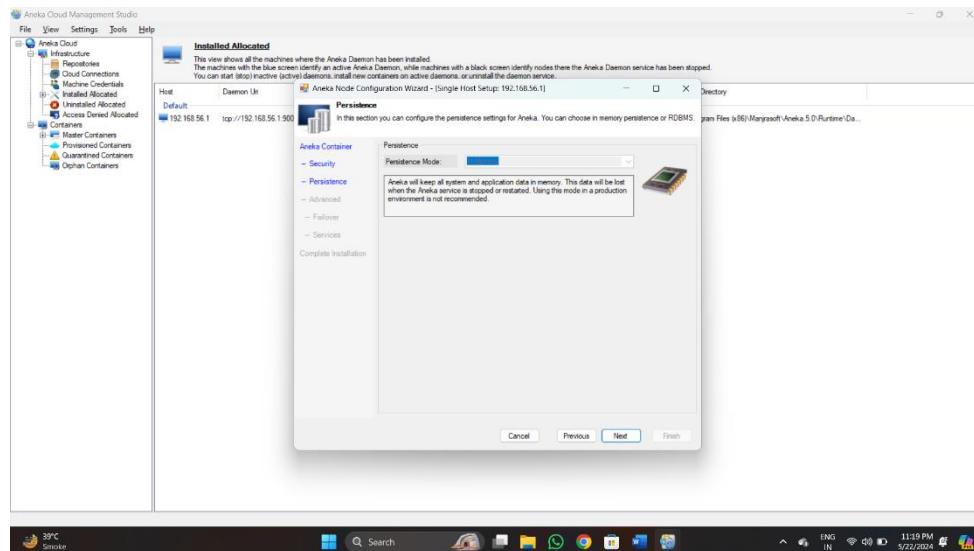 Aneka Cloud Management Studio
File View Settings Tools Help
Aneka Cloud
Infrastructure
Repositories
Cloud Connections
Machine Credentials
Installed Allocated
Uninstalled Allocated
Access Denied Allocated
Containers
Master Containers
Provisioned Containers
Quarantined Containers
Orphan Containers
Installed Allocated
This view shows all the machines where the Aneka Daemon has been installed.
The machines with the blue screen identify an active Aneka Daemon, while machines with a black screen identify nodes there the Aneka Daemon service has been stopped.
You can start (stop) inactive (active) daemons, install new containers on active daemons, or uninstall the daemon service.
Host Daemon Uri Directory
Default
192.168.56.1 tcp://192.168.56.1:900 gram Files (x86)\Manjrasoft\Aneka.5.0\Runtime\Da...
Aneka Node Configuration Wizard - [Single Host Setup: 192.168.56.1]
Persistence
In this section you can configure the persistence settings for Aneka. You can choose in memory persistence or RDBMS.
Aneka Container
– Security
– Persistence
– Advanced
– Failover
– Services
Complete Installation
Persistence
Persistence Mode:
Aneka will keep all system and application data in memory. This data will be lost
when the Aneka service is stopped or restarted. Using this mode in a production
environment is not recommended.
Cancel Previous Next Finish
39°C
Smoke
Search
ENG
IN
11:19 PM
5/22/2024